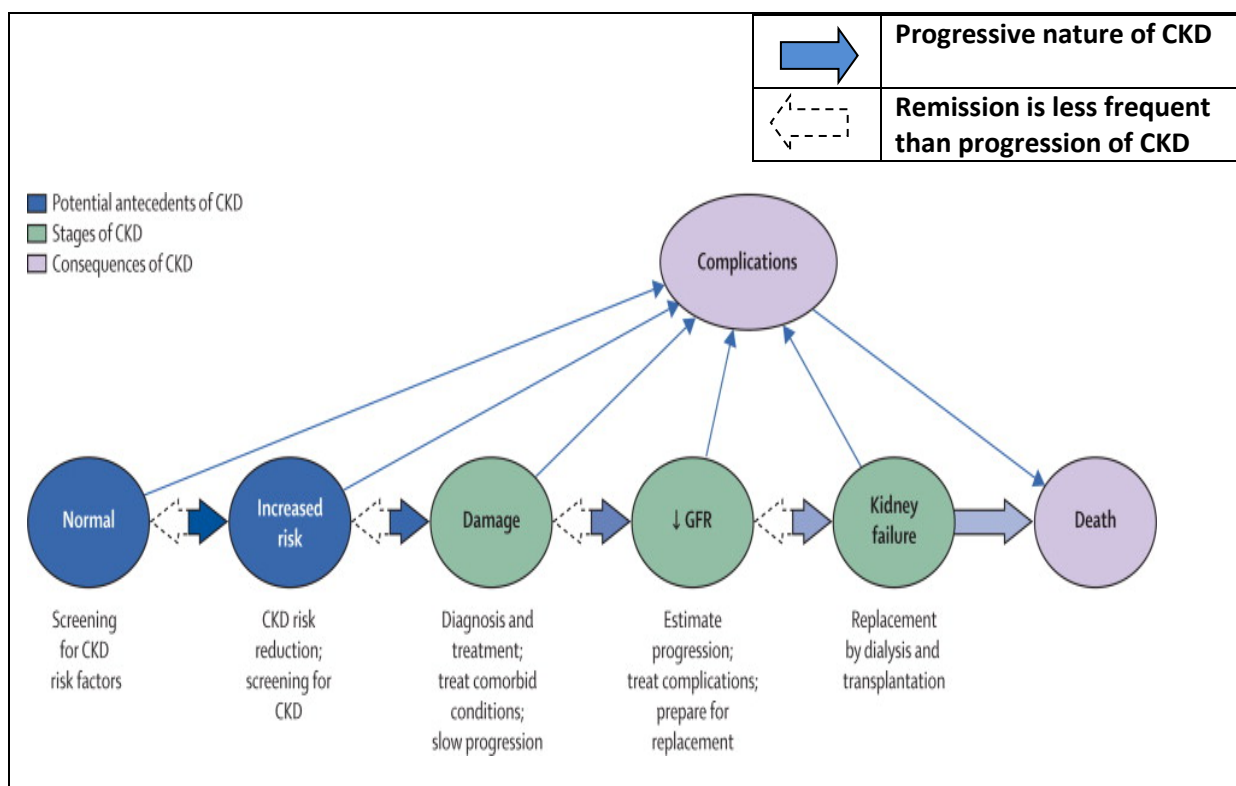 Progressive nature of CKD
Remission is less frequent
than progression of CKD
Potential antecedents of CKD
Stages of CKD
Consequences of CKD
Complications
Normal
Increased
risk
Damage
↓ GFR
Kidney
failure
Death
Screening
for CKD
risk factors
CKD risk
reduction;
screening for
CKD
Diagnosis and
treatment;
treat comorbid
conditions;
slow progression
Estimate
progression;
treat complications;
prepare for
replacement
Replacement
by dialysis and
transplantation